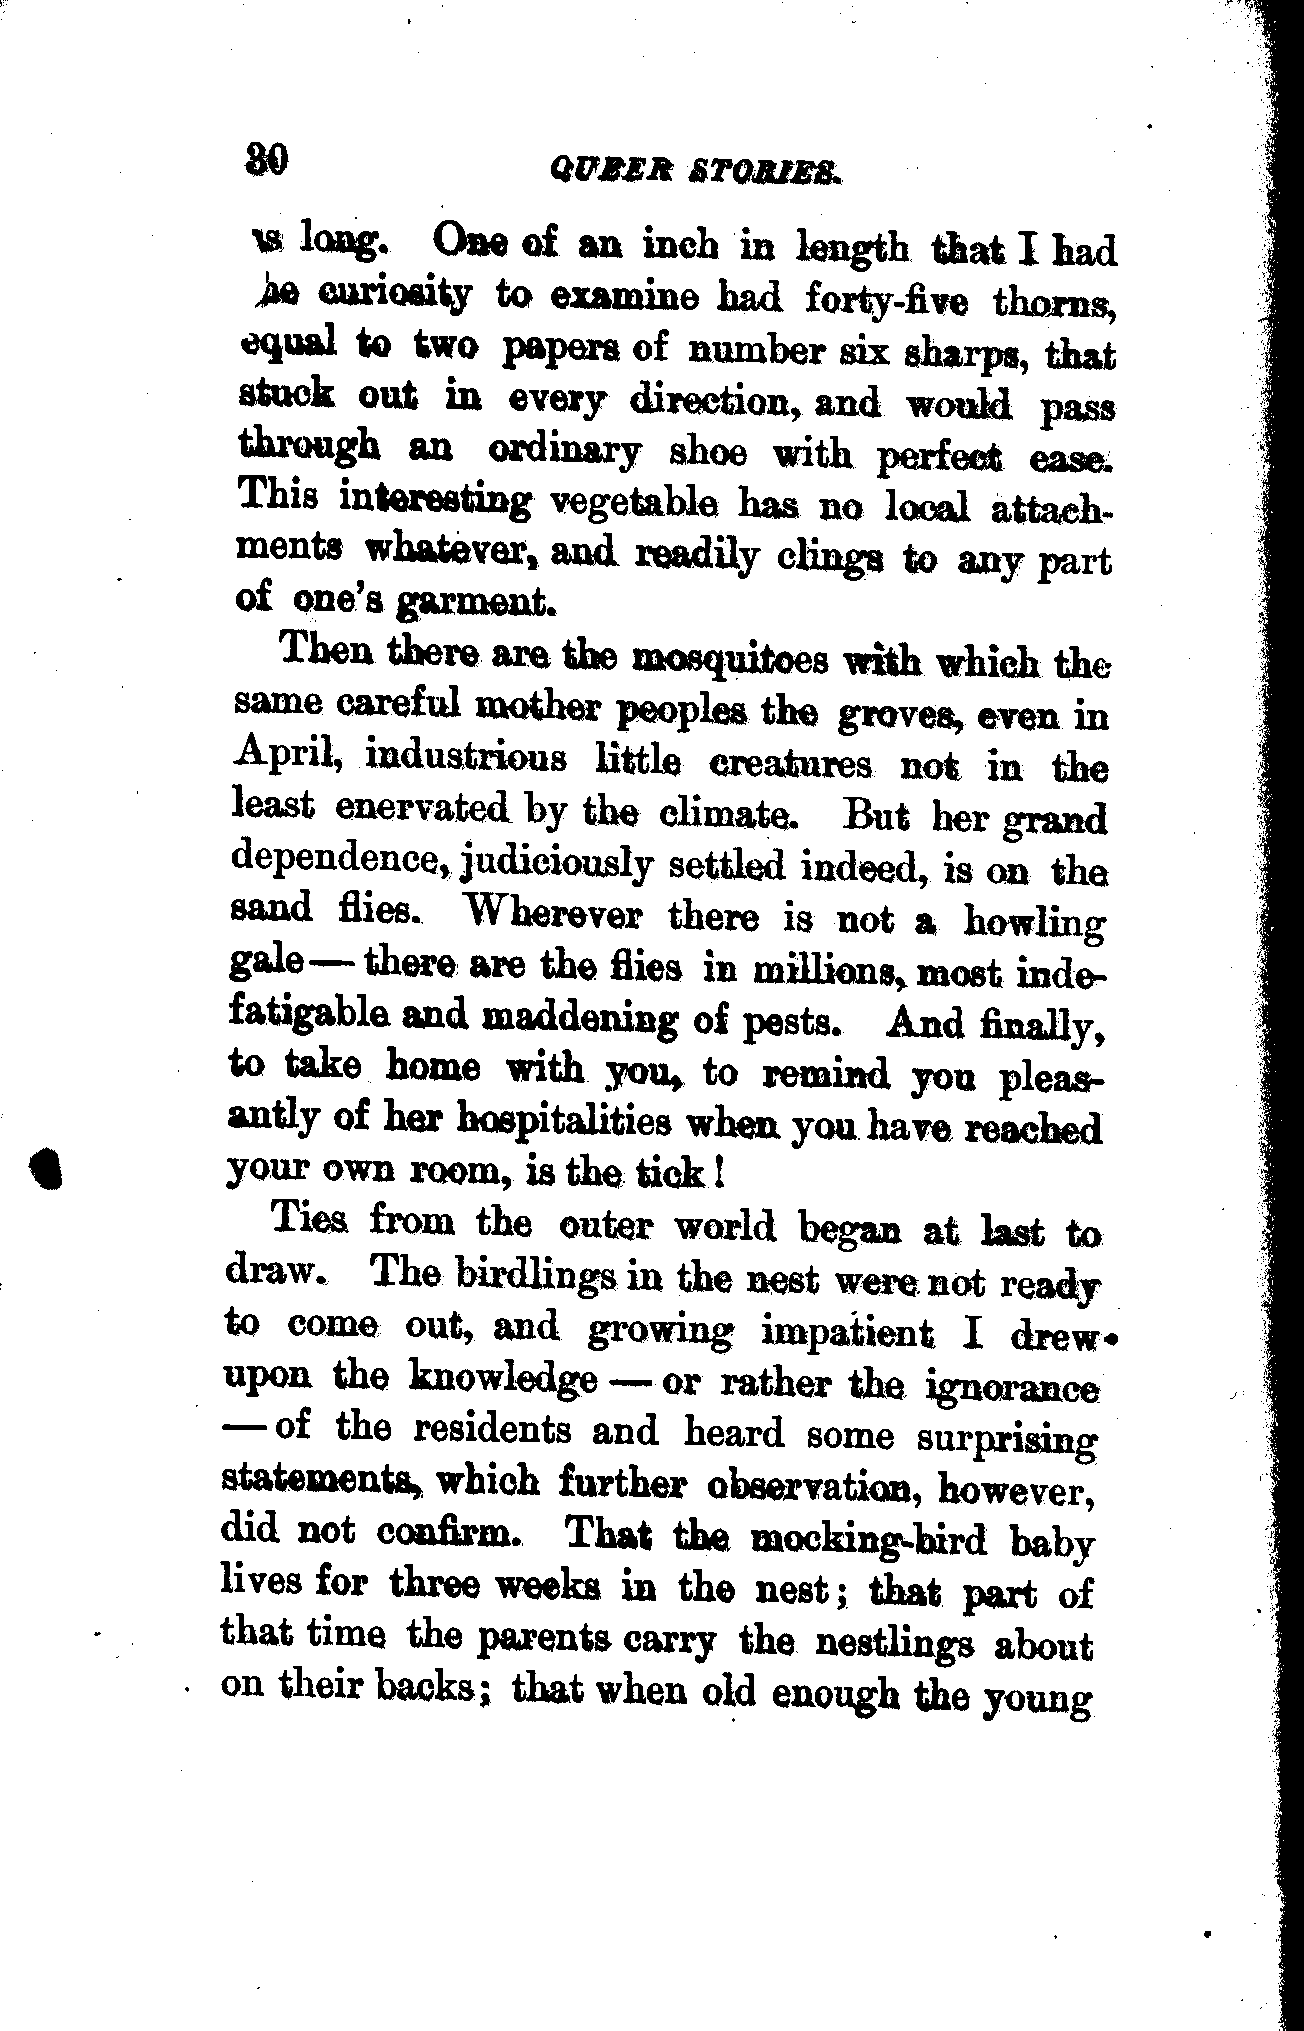 30 QUEER STORIES.
is long. One of an inch in length that I had
he curiosity to examine had forty-five thorns,
equal to two papers of number six sharps, that
stuck out in every direction, and would pass
through an ordinary shoe with perfect ease.
This interesting vegetable has no local attach-
ments whatever, and readily clings to any part
of one's garment.
Then there are the mosquitoes with which the
same careful mother peoples the groves, even in
April, industrious little creatures not in the
least enervated by the climate. But her grand
dependence, judiciously settled indeed, is on the
sand flies. Wherever there is not a howling
gale — there are the flies in millions, most inde-
fatigable and maddening of pests. And finally,
to take home with you, to remind you pleas-
antly of her hospitalities when you have reached
your own room, is the tick!
Ties from the outer world began at last to
draw. The birdlings in the nest were not ready
to come out, and growing impatient I drew
upon the knowledge — or rather the ignorance
— of the residents and heard some surprising
statements, which further observation, however,
did not confirm. That the mocking-bird baby
lives for three weeks in the nest; that part of
that time the parents carry the nestlings about
on their backs; that when old enough the young